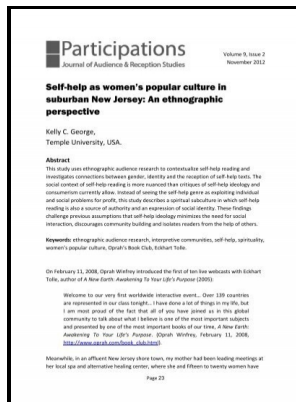 Participations
Journal of Audience & Reception Studies
Volume 9, Issue 2
November 2012
Self-help as women's popular culture in
suburban New Jersey: An ethnographic
perspective
Kelly C. George,
Temple University, USA.
Abstract
This study uses ethnographic audience research to contextualize self-help reading and
investigates connections between gender, identity and the reception of self-help texts. The
social context of self-help-reading is more nuanced than critiques of self-help ideology and
consumerism currently allow. Instead of seeing the self-help genre as exploiting individual
and social problems for profit, this study describes a spiritual subculture in which self-help
reading is also a source of authority and an expression of social identity. These findings
challenge previous assumptions that self-help ideology minimizes the need for social
interaction, discourages community building and isolates readers from the help of others.
Keywords: ethnographic audience research, interpretive communities, self-help, spirituality,
women's popular culture, Oprah's Book Club, Eckhart Tolle.
On February 11, 2008, Oprah Winfrey introduced the first of ten live webcasts with Eckhart
Tolle, author of A New Earth: Awakening To Your Life's Purpose (2005):
Welcome to our very first worldwide interactive event... Over 139 countries
are represented in our class tonight... I have done a lot of things in my life, but
I am most proud of the fact that all of you have joined us in this global
community to talk about what I believe is one of the most important subjects
and presented by one of the most important books of our time, A New Earth:
Awakening To Your Life's Purpose. (Oprah Winfrey, February 11, 2008,
http://www.oprah.com/book_club.html).
Meanwhile, in an affluent New Jersey shore town, my mother had been leading meetings at
her local spa and alternative healing center, where she and fifteen to twenty women have
Page 23